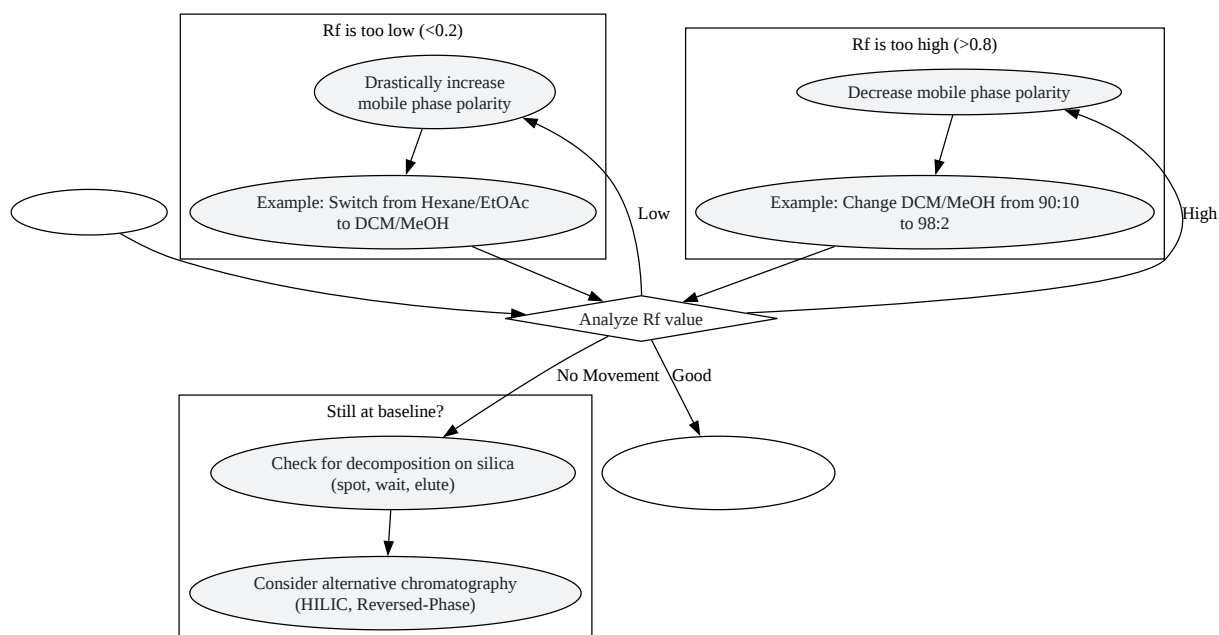 Rf is too low (<0.2)
Drastically increase
mobile phase polarity
Example: Switch from Hexane/EtOAc
to DCM/MeOH
Low
Rf is too high (>0.8)
Decrease mobile phase polarity
Example: Change DCM/MeOH from 90:10
to 98:2
High
Analyze Rf value
No Movement
Good
Still at baseline?
Check for decomposition on silica
(spot, wait, elute)
Consider alternative chromatography
(HILIC, Reversed-Phase)